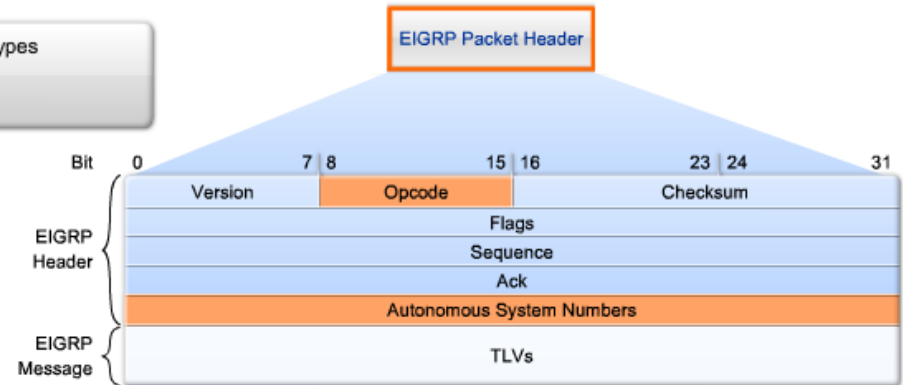 ypes
EIGRP Packet Header
Bit 0 7 8 15 16 23 24 31
Version Opcode Checksum
Flags
EIGRP
Header
Sequence
Ack
Autonomous System Numbers
EIGRP
Message
TLVs